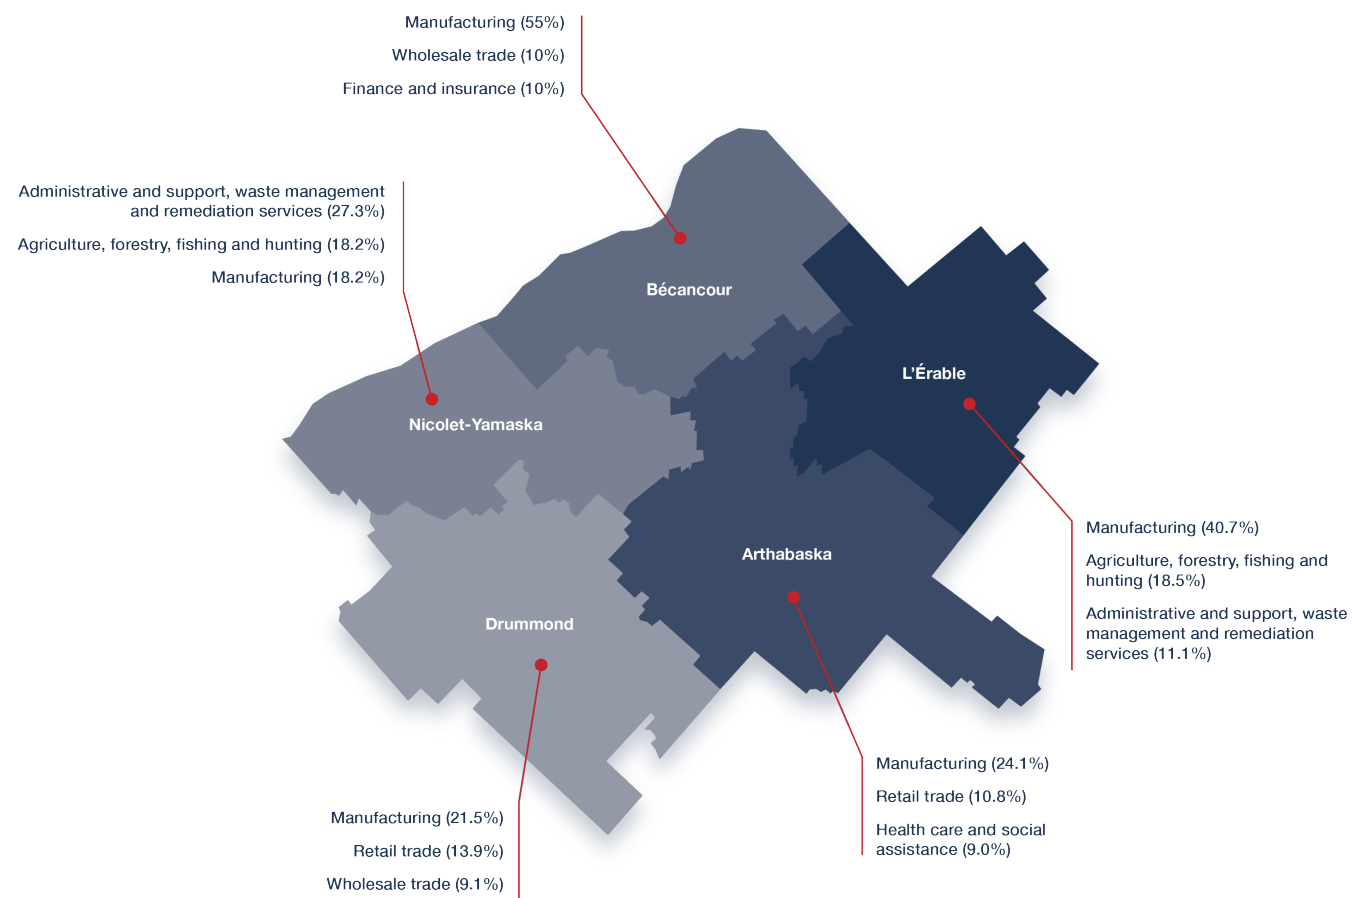 Manufacturing (55%)
Wholesale trade (10%)
Finance and insurance (10%)
Administrative and support, waste management
and remediation services (27.3%)
Agriculture, forestry, fishing and hunting (18.2%)
Manufacturing (18.2%)
Bécancour
L’Érable
Nicolet-Yamaska
Manufacturing (40.7%)
Agriculture, forestry, fishing and
hunting (18.5%)
Administrative and support, waste
management and remediation
services (11.1%)
Arthabaska
Drummond
Manufacturing (24.1%)
Retail trade (10.8%)
Health care and social
assistance (9.0%)
Manufacturing (21.5%)
Retail trade (13.9%)
Wholesale trade (9.1%)